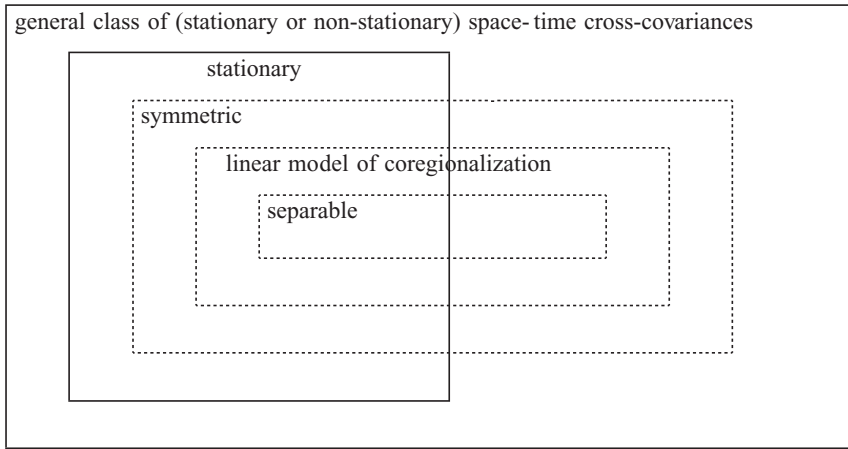 general class of (stationary or non-stationary) space-time cross-covariances
stationary
symmetric
linear model of coregionalization
separable